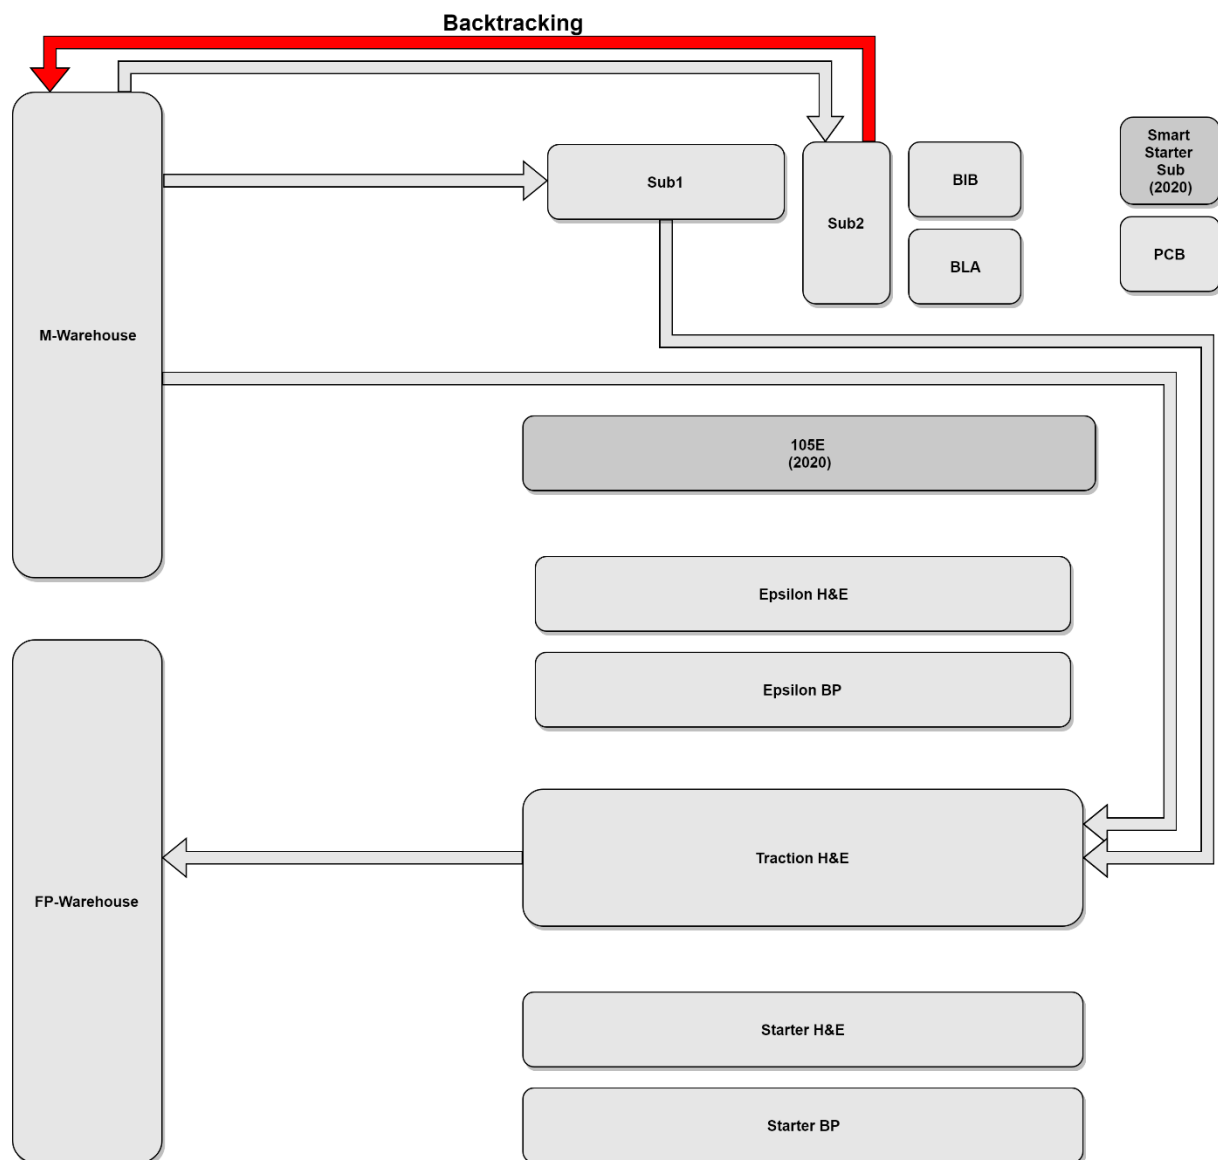 Backtracking
Smart
Starter
Sub
(2020)
Sub1
BIB
Sub2
PCB
BLA
M-Warehouse
105E
(2020)
Epsilon H&E
Epsilon BP
Traction H&E
FP-Warehouse
Starter H&E
Starter BP